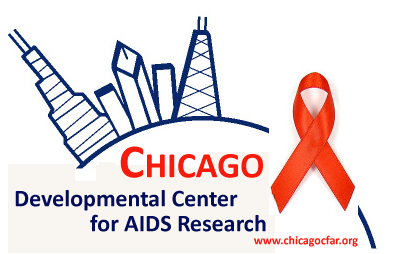 CHICAGO
Developmental Center
for AIDS Research
www.chicagocfar.org